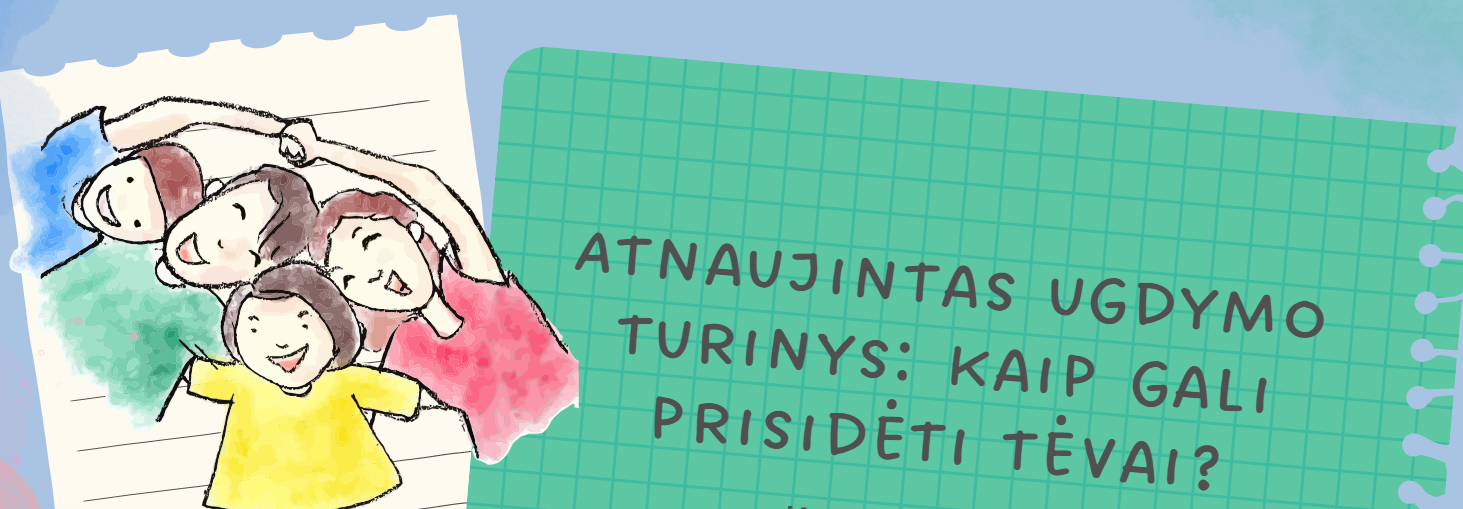 ATNAUJINTAS UGDYMO
TURINYS: KAIP GALI
PRISIDĖTI TĖVAI?